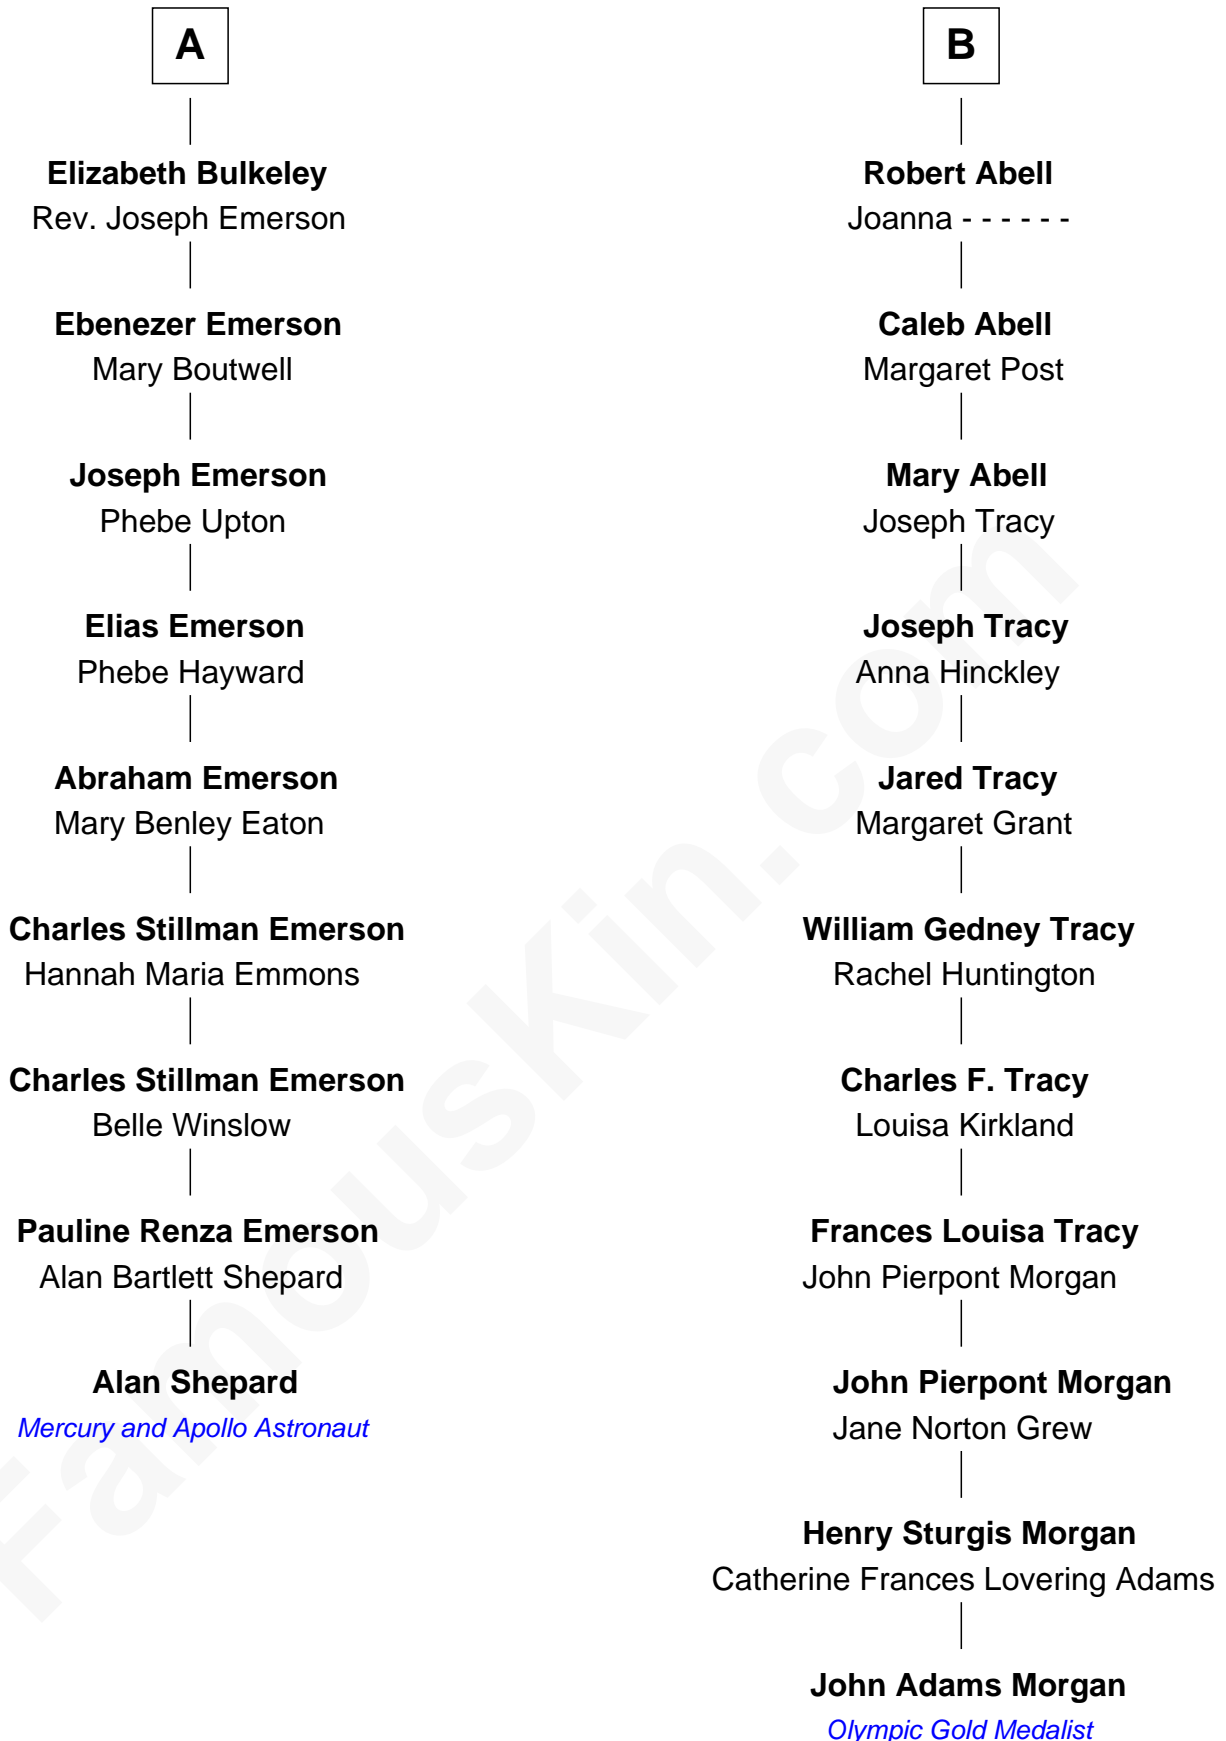 A
Elizabeth Bulkeley
Rev. Joseph Emerson
Ebenezer Emerson
Mary Boutwell
Joseph Emerson
Phebe Upton
Elias Emerson
Phebe Hayward
Abraham Emerson
Mary Benley Eaton
Charles Stillman Emerson
Hannah Maria Emmons
Charles Stillman Emerson
Belle Winslow
Pauline Renza Emerson
Alan Bartlett Shepard
Alan Shepard
Mercury and Apollo Astronaut
B
Robert Abell
Joanna - - - - - -
Caleb Abell
Margaret Post
Mary Abell
Joseph Tracy
Joseph Tracy
Anna Hinckley
Jared Tracy
Margaret Grant
William Gedney Tracy
Rachel Huntington
Charles F. Tracy
Louisa Kirkland
Frances Louisa Tracy
John Pierpont Morgan
John Pierpont Morgan
Jane Norton Grew
Henry Sturgis Morgan
Catherine Frances Lovering Adams
John Adams Morgan
Olympic Gold Medalist
FamousKin.com